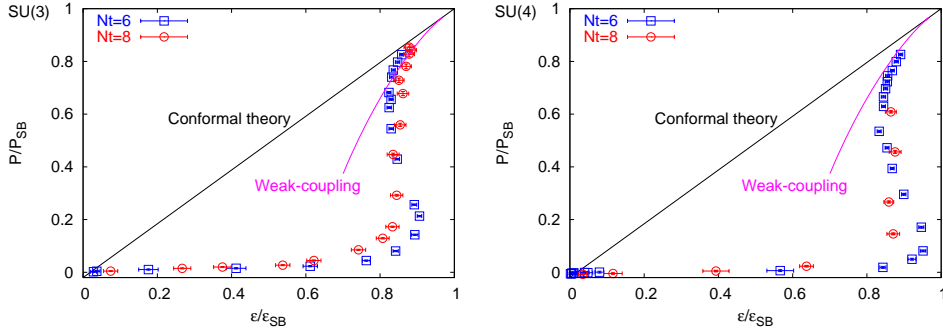 SU(3)
Nt=6
Nt=8
Conformal theory
Weak-coupling
P/P_SB
0
0.2
0.4
0.6
0.8
1
0
0.2
0.4
0.6
0.8
1
ε/ε_SB
SU(4)
Nt=6
Nt=8
Conformal theory
Weak-coupling
P/P_SB
0
0.2
0.4
0.6
0.8
1
0
0.2
0.4
0.6
0.8
1
ε/ε_SB